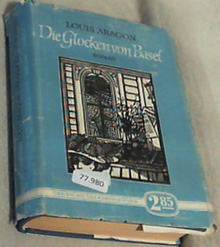 LOUIS ARAGON
Die Glocken von Basel
ROMAN
77.980
2.85